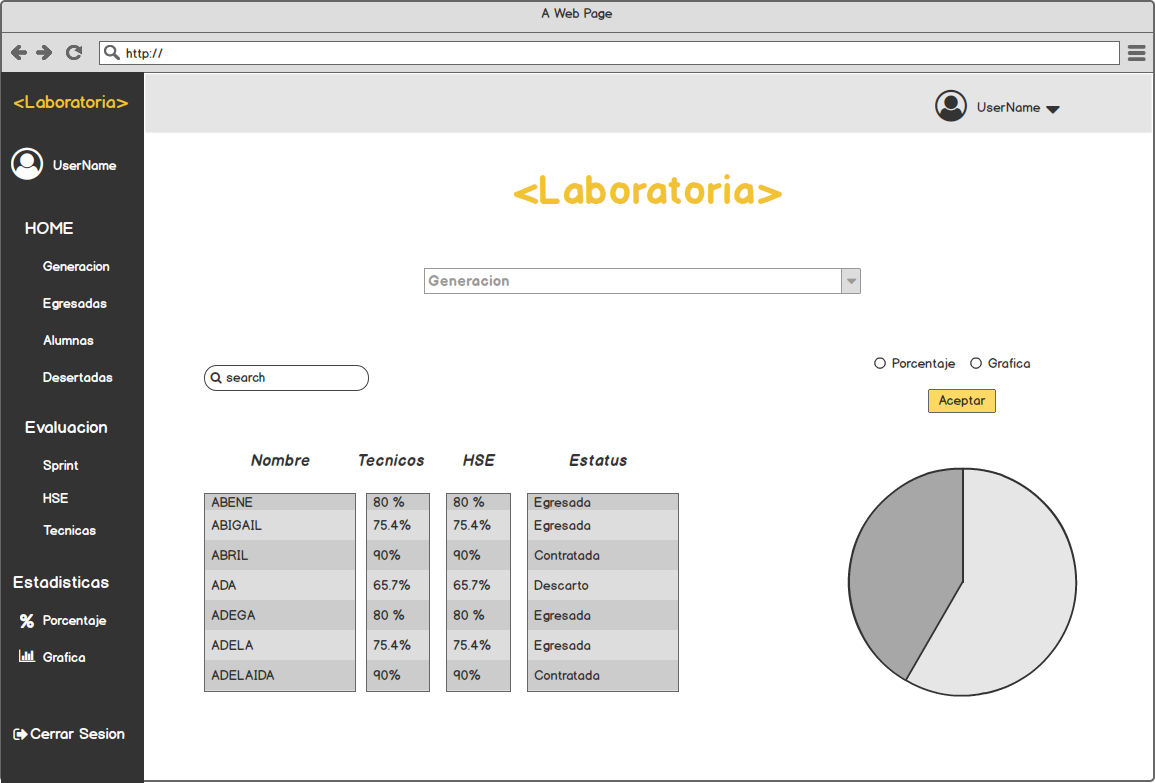 A Web Page
http://
<Laboratoria>
UserName
HOME
Generacion
Egresadas
Alumnas
Desertadas
Evaluacion
Sprint
HSE
Tecnicas
Estadisticas
% Porcentaje
Grafica
Cerrar Sesion
UserName
<Laboratoria>
Generacion
search
Porcentaje Grafica
Aceptar
Nombre Tecnicos HSE Estatus
ABENE 80 % 80 % Egresada
ABIGAIL 75.4% 75.4% Egresada
ABRIL 90% 90% Contratada
ADA 65.7% 65.7% Descarto
ADEGA 80 % 80 % Egresada
ADELA 75.4% 75.4% Egresada
ADELAIDA 90% 90% Contratada